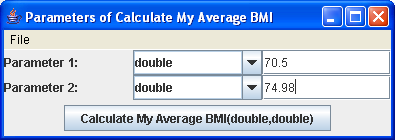 Parameters of Calculate My Average BMI
File
Parameter 1: double 70.5
Parameter 2: double 74.98
Calculate My Average BMI(double,double)